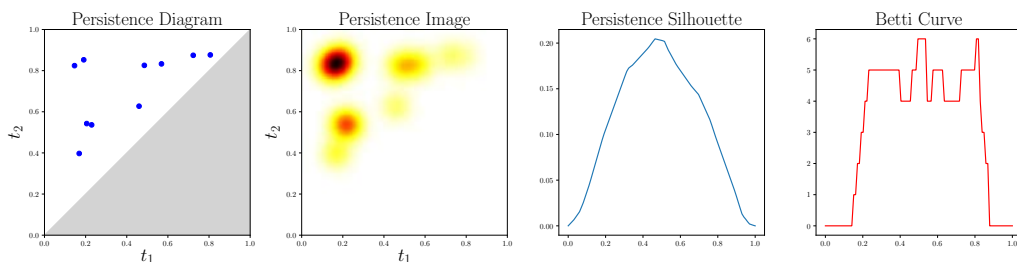 Persistence Diagram
1.0
0.8
0.6
0.4
0.2
0.0
t₂
0.0 0.2 0.4 0.6 0.8 1.0
t₁
Persistence Image
1.0
0.8
0.6
0.4
0.2
0.0
t₂
0.0 0.2 0.4 0.6 0.8 1.0
t₁
Persistence Silhouette
0.20
0.15
0.10
0.05
0.00
0.0 0.2 0.4 0.6 0.8 1.0
Betti Curve
6
5
4
3
2
1
0
0.0 0.2 0.4 0.6 0.8 1.0